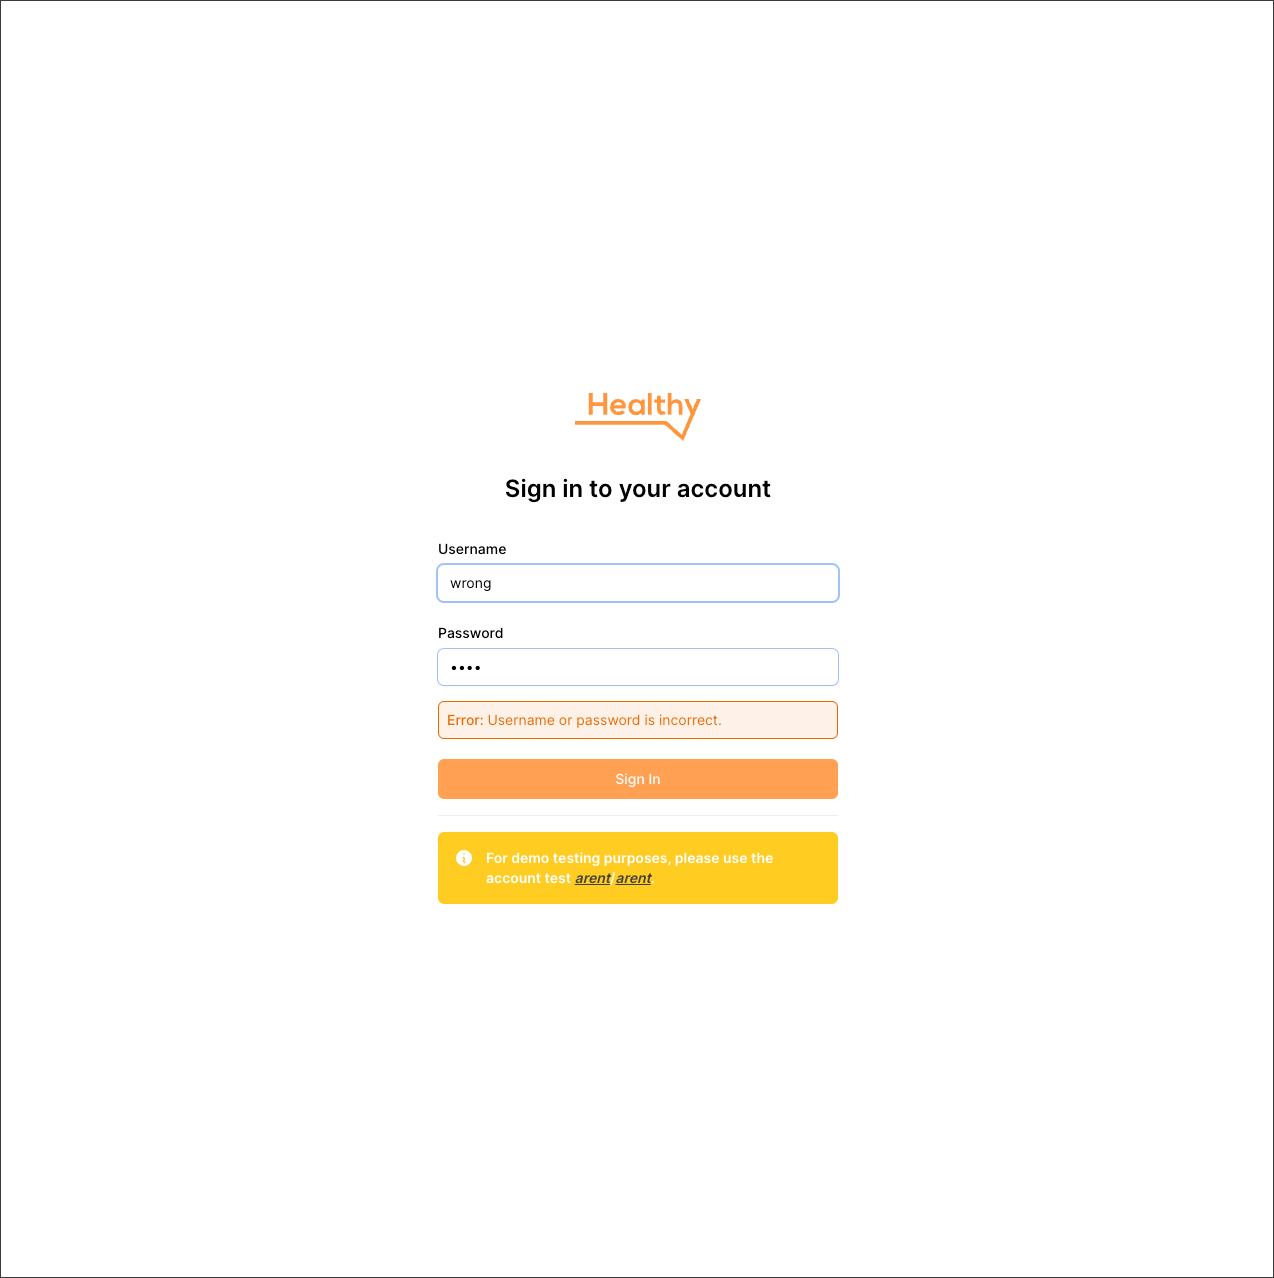 Healthy
Sign in to your account
Username
wrong
Password
••••
Error: Username or password is incorrect.
Sign In
For demo testing purposes, please use the
account test arent/arent.